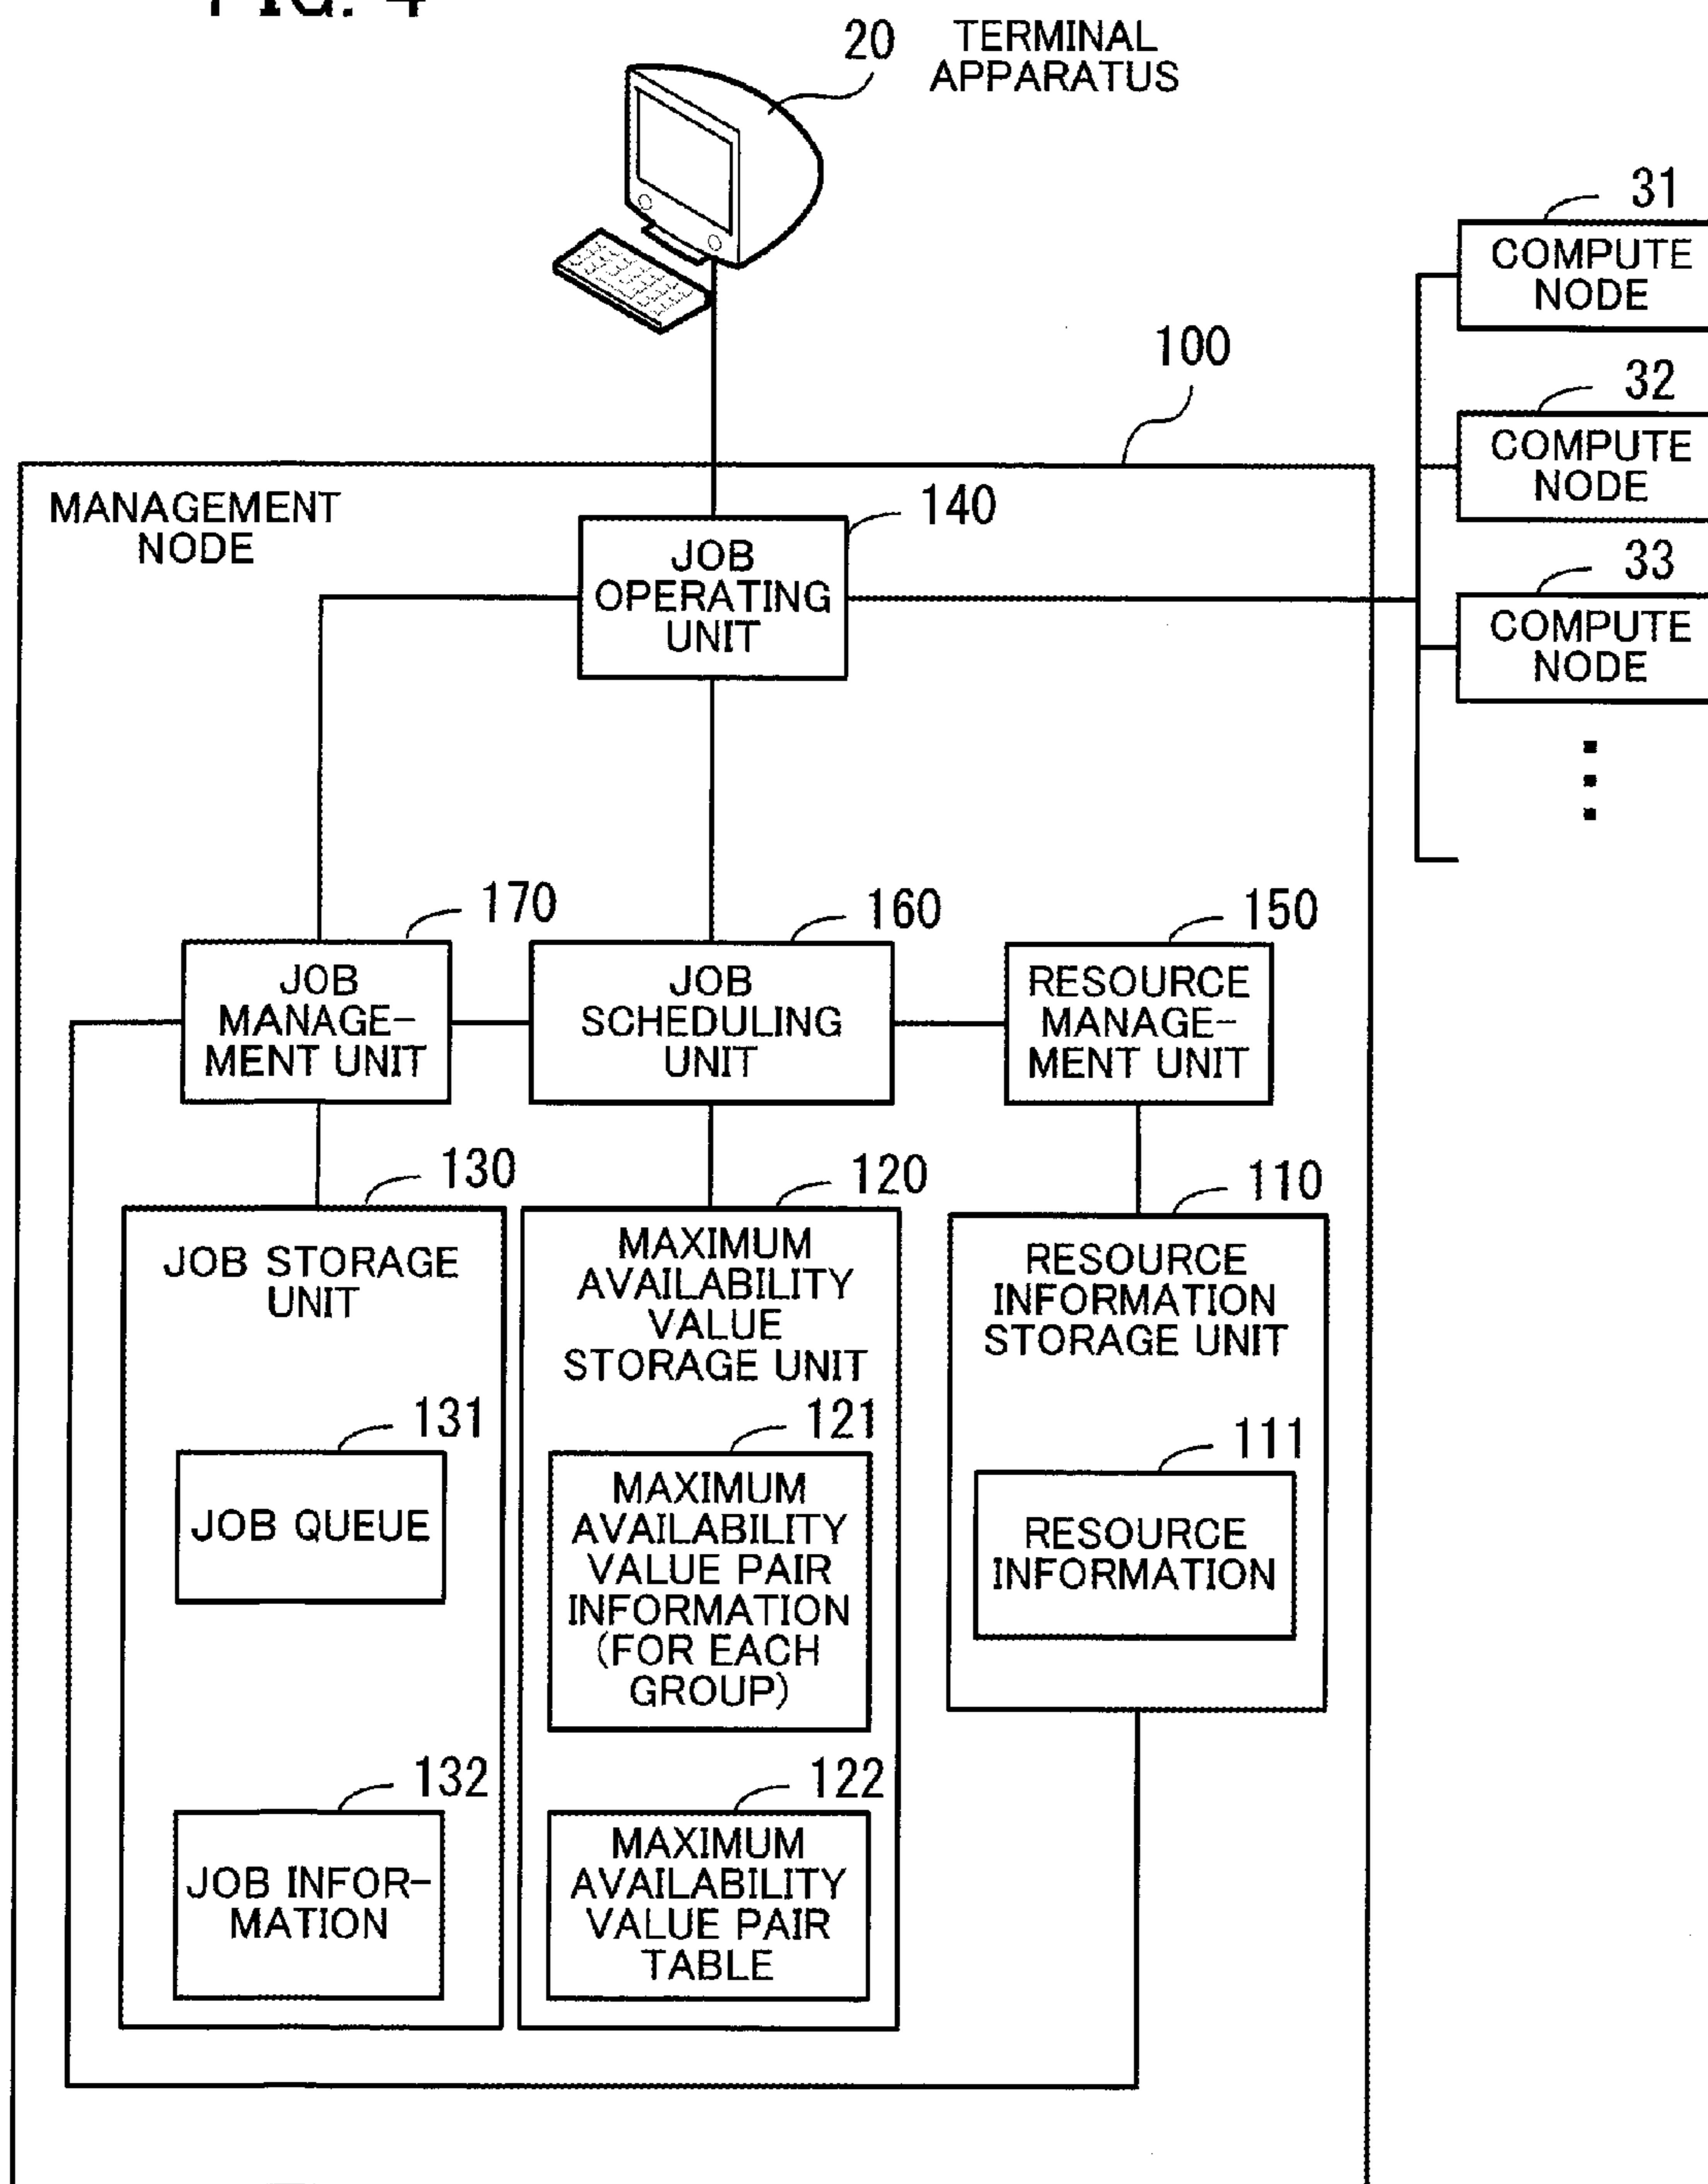 FIG. 4
20
TERMINAL
APPARATUS
31
COMPUTE
NODE
100
32
COMPUTE
NODE
MANAGEMENT
NODE
140
JOB
OPERATING
UNIT
33
COMPUTE
NODE
170
JOB
MANAGE-
MENT UNIT
160
JOB
SCHEDULING
UNIT
150
RESOURCE
MANAGE-
MENT UNIT
130
JOB STORAGE
UNIT
131
JOB QUEUE
132
JOB INFOR-
MATION
120
MAXIMUM
AVAILABILITY
VALUE
STORAGE UNIT
121
MAXIMUM
AVAILABILITY
VALUE PAIR
INFORMATION
(FOR EACH
GROUP)
122
MAXIMUM
AVAILABILITY
VALUE PAIR
TABLE
110
RESOURCE
INFORMATION
STORAGE UNIT
111
RESOURCE
INFORMATION